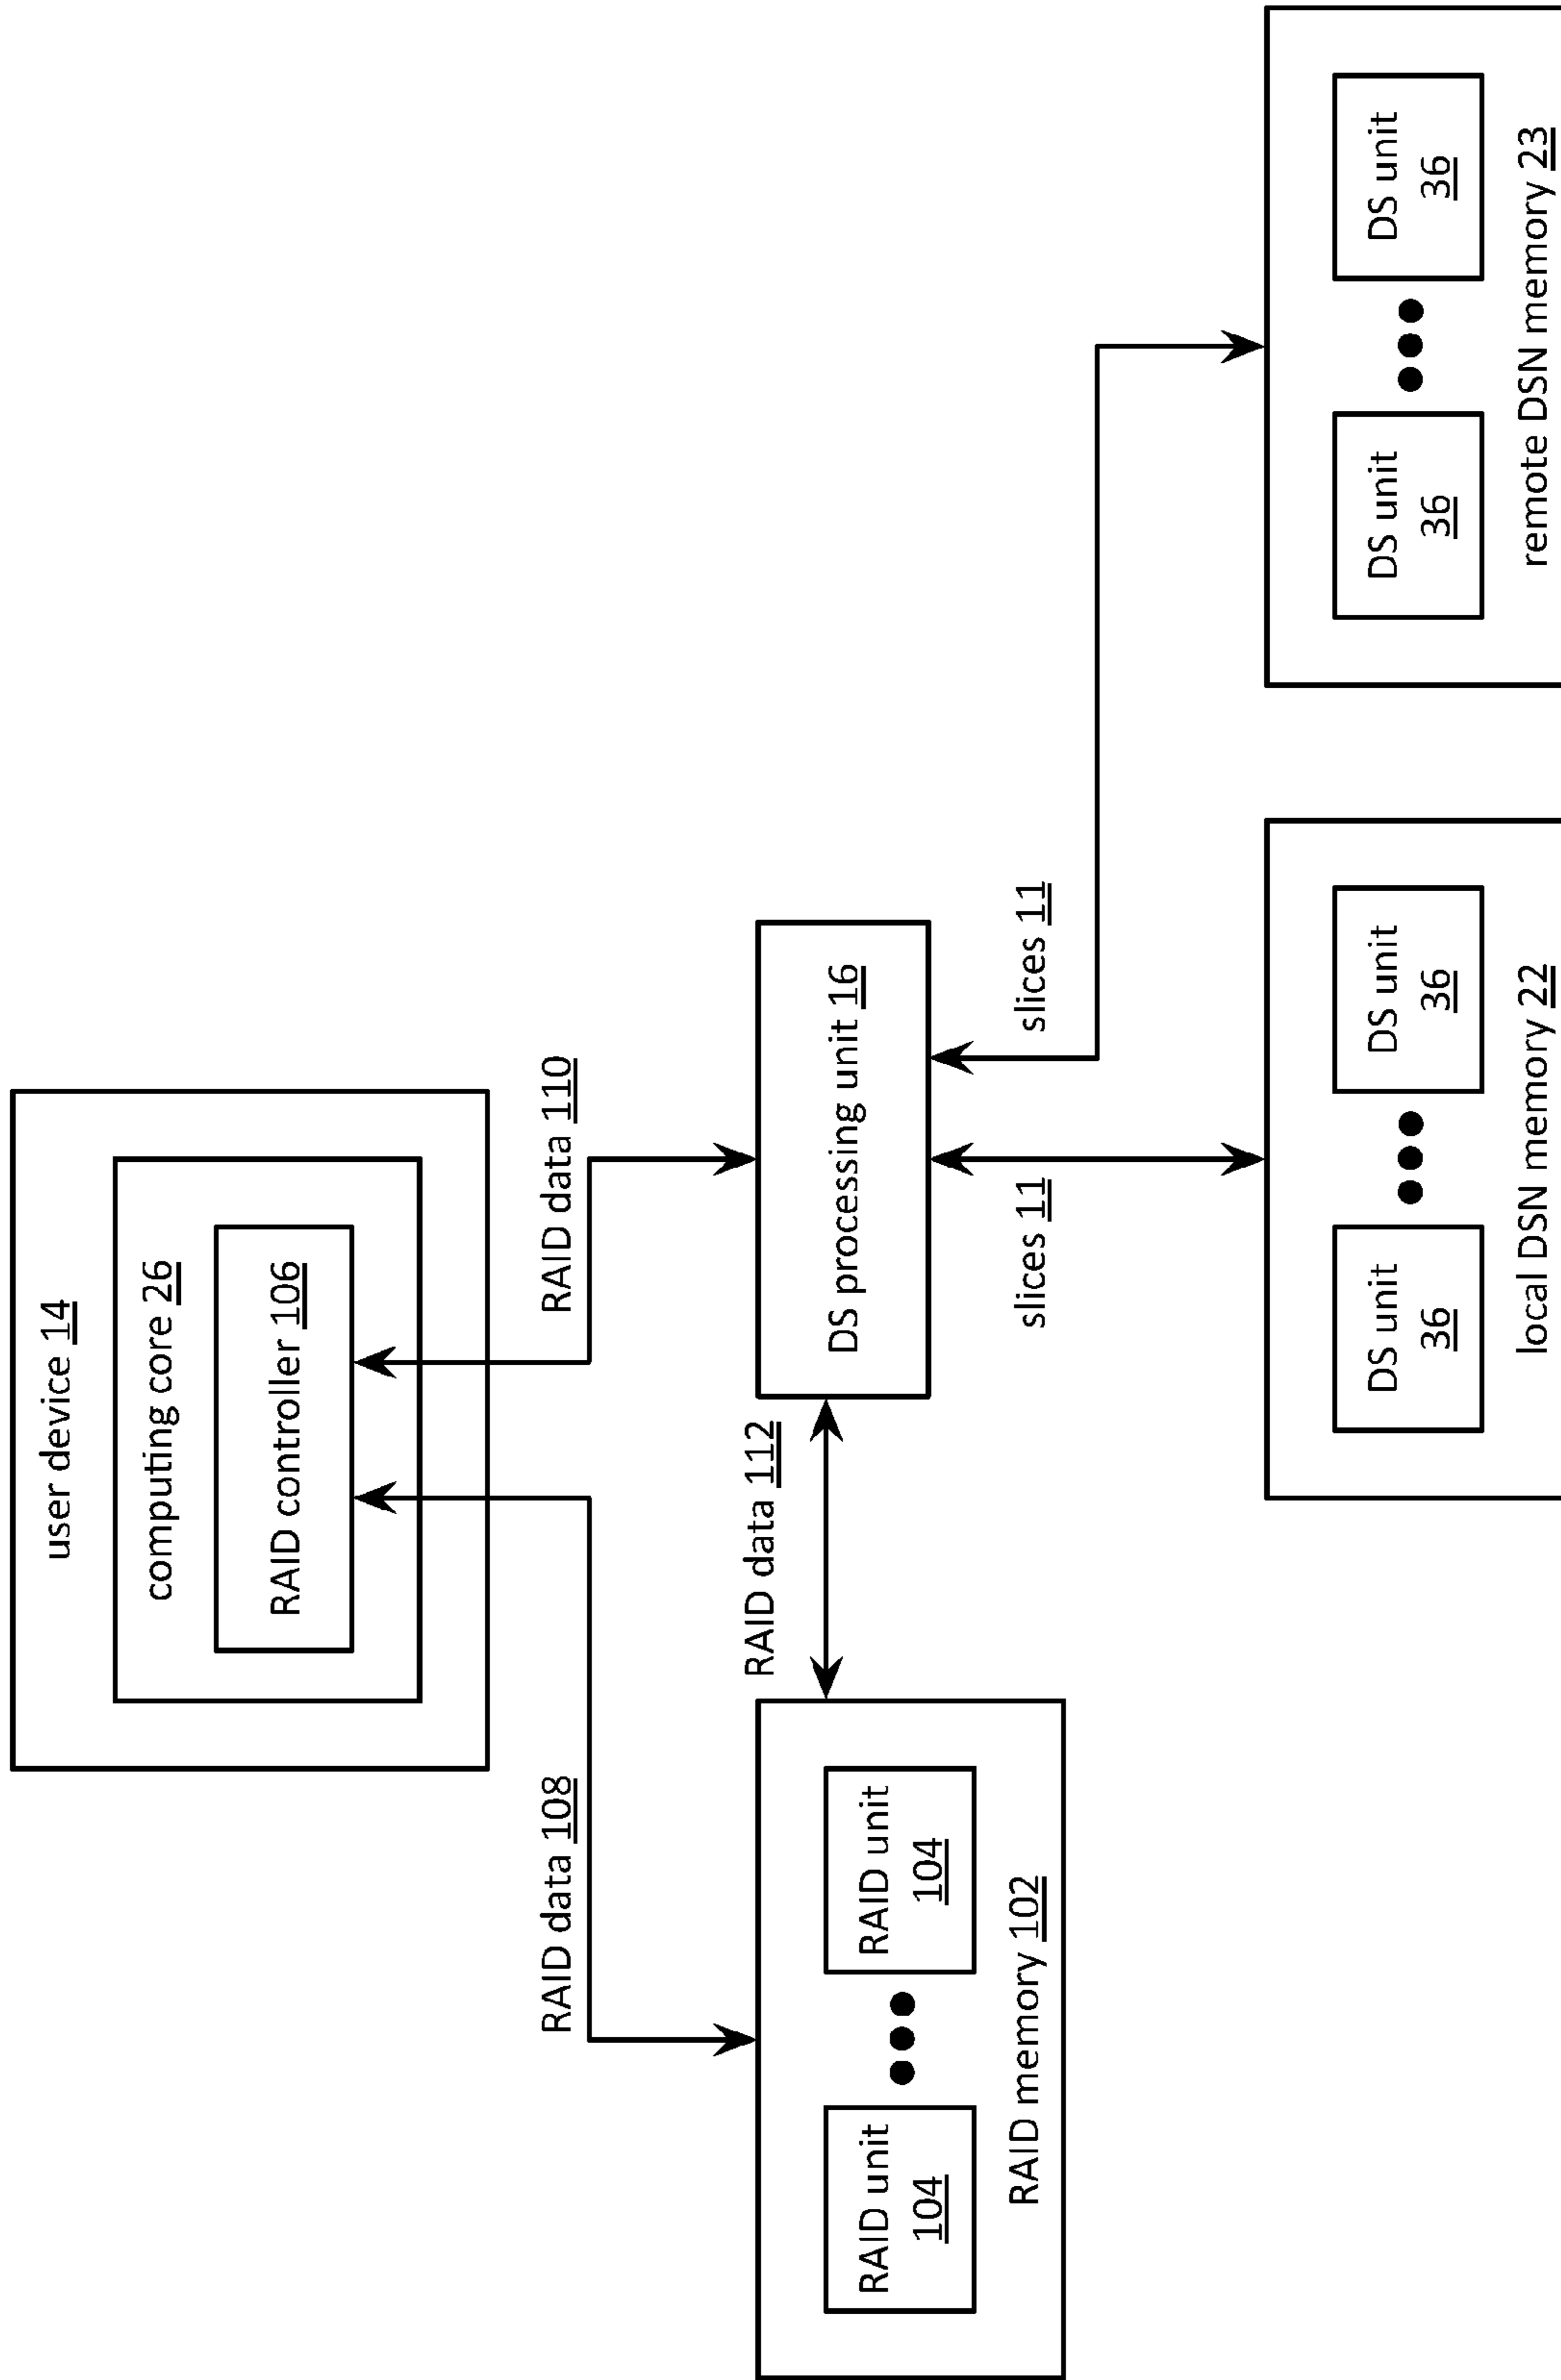 user device 14
computing core 26
RAID controller 106
RAID data 108
RAID data 110
RAID data 112
RAID unit
104
RAID unit
104
RAID memory 102
DS processing unit 16
slices 11
slices 11
DS unit
36
DS unit
36
local DSN memory 22
DS unit
36
DS unit
36
remote DSN memory 23